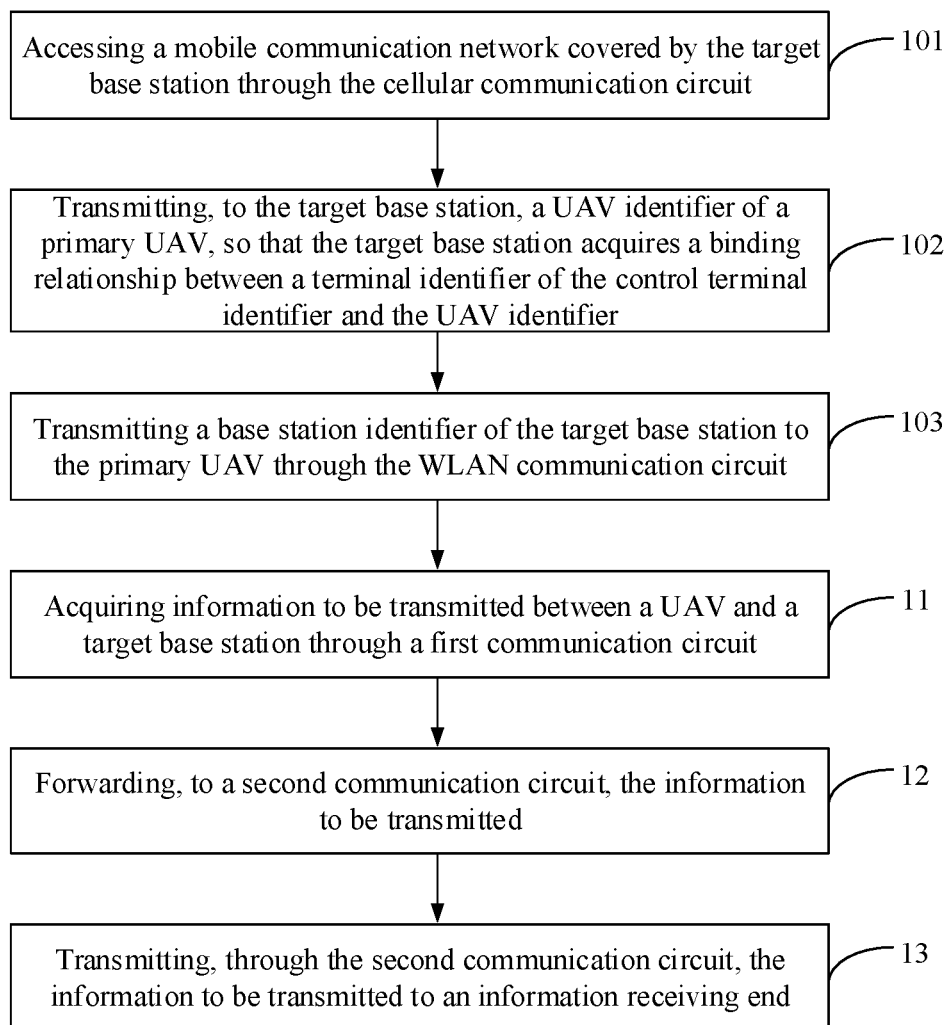 Accessing a mobile communication network covered by the target
base station through the cellular communication circuit
101
Transmitting, to the target base station, a UAV identifier of a
primary UAV, so that the target base station acquires a binding
relationship between a terminal identifier of the control terminal
identifier and the UAV identifier
102
Transmitting a base station identifier of the target base station to
the primary UAV through the WLAN communication circuit
103
Acquiring information to be transmitted between a UAV and a
target base station through a first communication circuit
11
Forwarding, to a second communication circuit, the information
to be transmitted
12
Transmitting, through the second communication circuit, the
information to be transmitted to an information receiving end
13